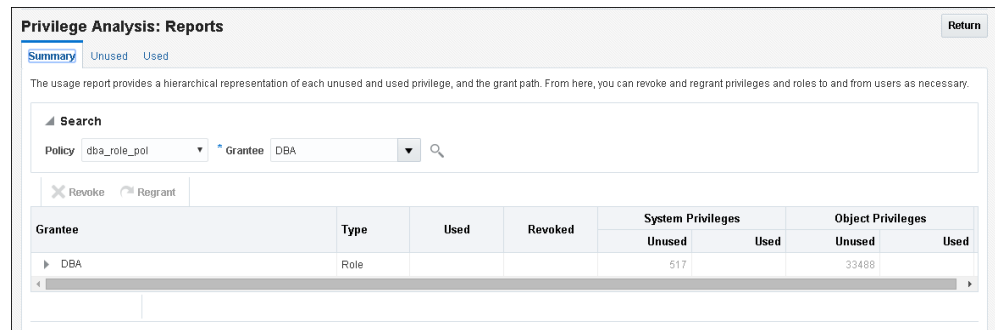 Privilege Analysis: Reports
Return
Summary Unused Used
The usage report provides a hierarchical representation of each unused and used privilege, and the grant path. From here, you can revoke and regrant privileges and roles to and from users as necessary.
Search
Policy dba_role_pol * Grantee DBA
Revoke Regrant
Grantee Type Used Revoked System Privileges Object Privileges
Unused Used Unused Used
DBA Role 517 33488